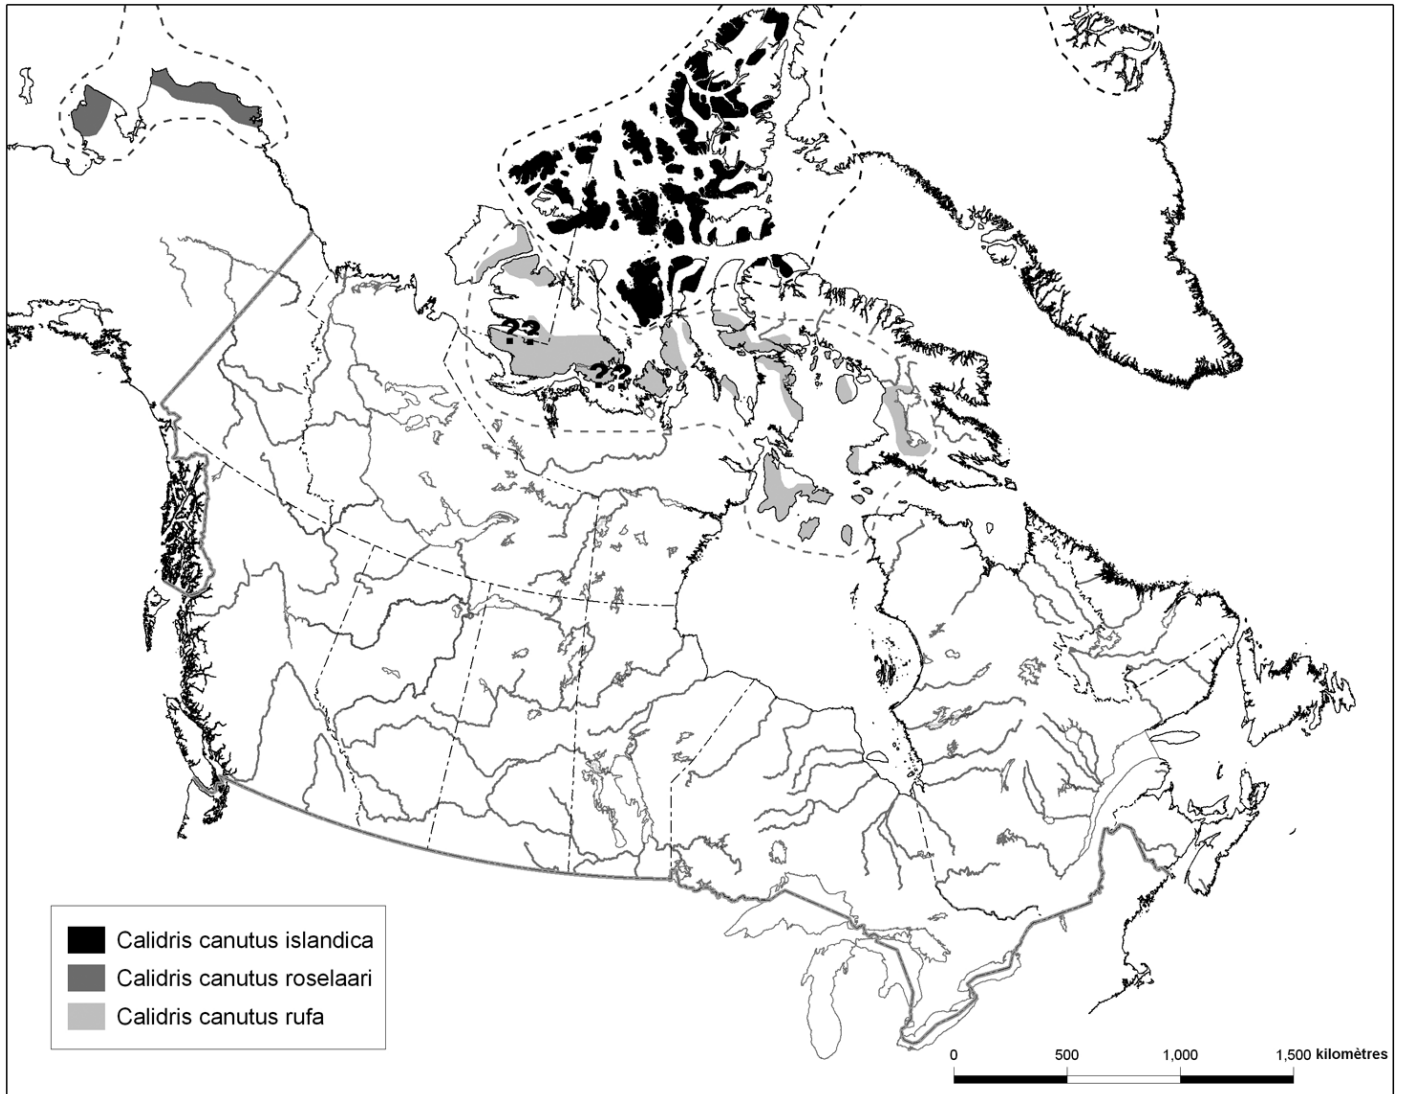 ??
??
Calidris canutus islandica
Calidris canutus roselaari
Calidris canutus rufa
0 500 1,000 1,500 kilomètres